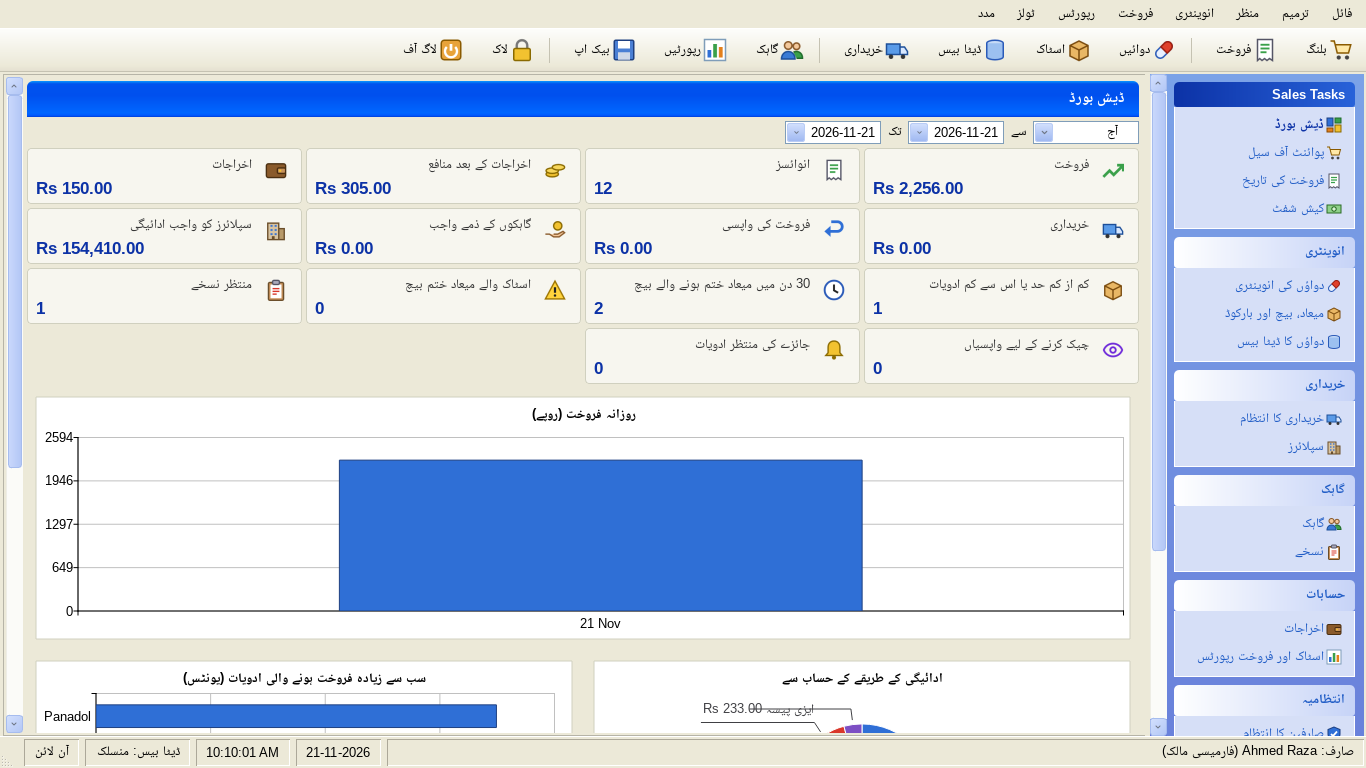 فائل ترمیم منظر انوینٹری فروخت رپورٹس ٹولز مدد
بلنگ فروخت دوائیں اسٹاک ڈیٹا بیس خریداری گاہک رپورٹیں بیک اپ لاک لاگ آف
Sales Tasks
ڈیش بورڈ
پوائنٹ آف سیل
فروخت کی تاریخ
کیش شفٹ
انوینٹری
دواؤں کی انوینٹری
میعاد، بیچ اور بارکوڈ
دواؤں کا ڈیٹا بیس
خریداری
خریداری کا انتظام
سپلائرز
گاہک
گاہک
نسخے
حسابات
اخراجات
اسٹاک اور فروخت رپورٹس
انتظامیہ
صارفین کا انتظام
ڈیش بورڈ
آج سے 2026-11-21 تک 2026-11-21
فروخت
Rs 2,256.00
انوائسز
12
اخراجات کے بعد منافع
Rs 305.00
اخراجات
Rs 150.00
خریداری
Rs 0.00
فروخت کی واپسی
Rs 0.00
گاہکوں کے ذمے واجب
Rs 0.00
سپلائرز کو واجب ادائیگی
Rs 154,410.00
کم از کم حد یا اس سے کم ادویات
1
30 دن میں میعاد ختم ہونے والے بیچ
2
اسٹاک والے میعاد ختم بیچ
0
منتظر نسخے
1
چیک کرنے کے لیے واپسیاں
0
جائزے کی منتظر ادویات
0
روزانہ فروخت (روپے)
2594
1946
1297
649
0
21 Nov
ادائیگی کے طریقے کے حساب سے
ایزی پیسہ Rs 233.00
سب سے زیادہ فروخت ہونے والی ادویات (یونٹس)
Panadol
صارف: Ahmed Raza (فارمیسی مالک)
21-11-2026
10:10:01 AM
ڈیٹا بیس: منسلک
آن لائن